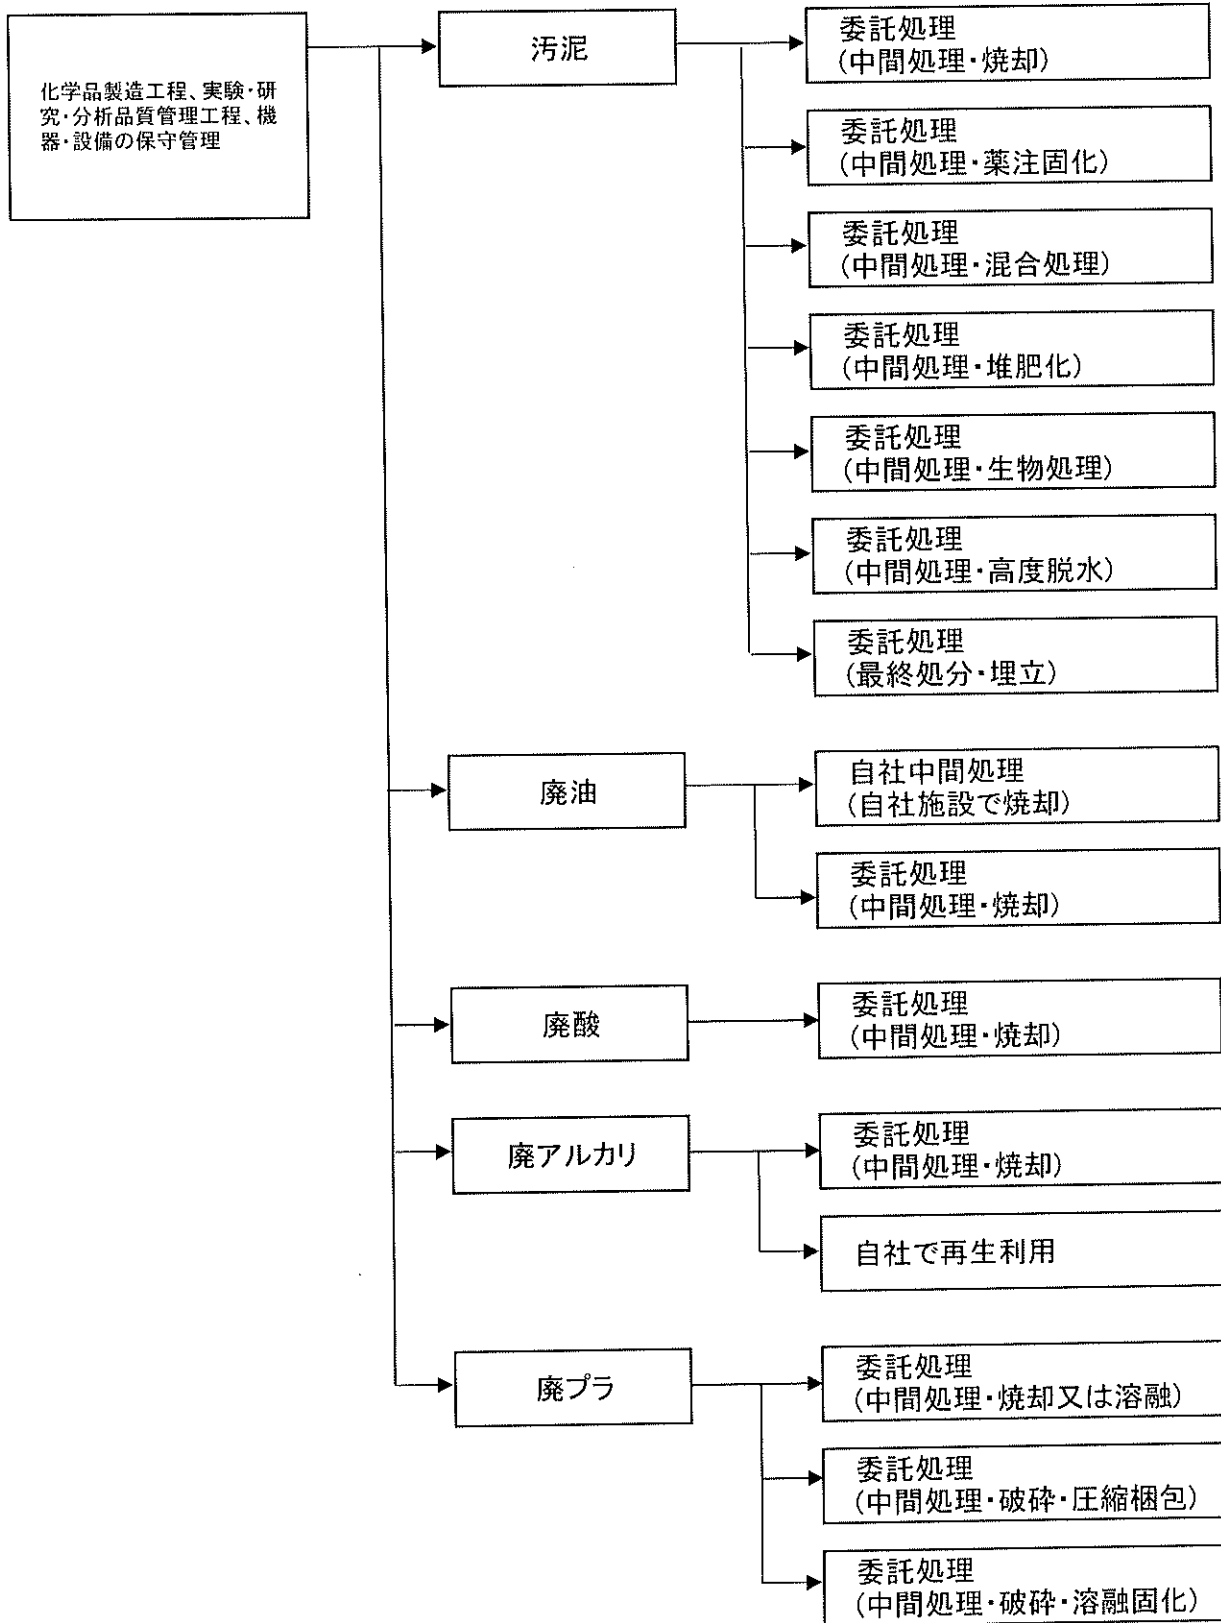 化学品製造工程、実験・研
究・分析品質管理工程、機
器・設備の保守管理
汚泥
委託処理
(中間処理・焼却)
委託処理
(中間処理・薬注固化)
委託処理
(中間処理・混合処理)
委託処理
(中間処理・堆肥化)
委託処理
(中間処理・生物処理)
委託処理
(中間処理・高度脱水)
委託処理
(最終処分・埋立)
廃油
自社中間処理
(自社施設で焼却)
委託処理
(中間処理・焼却)
廃酸
委託処理
(中間処理・焼却)
廃アルカリ
委託処理
(中間処理・焼却)
自社で再生利用
廃プラ
委託処理
(中間処理・焼却又は溶融)
委託処理
(中間処理・破砕・圧縮梱包)
委託処理
(中間処理・破砕・溶融固化)